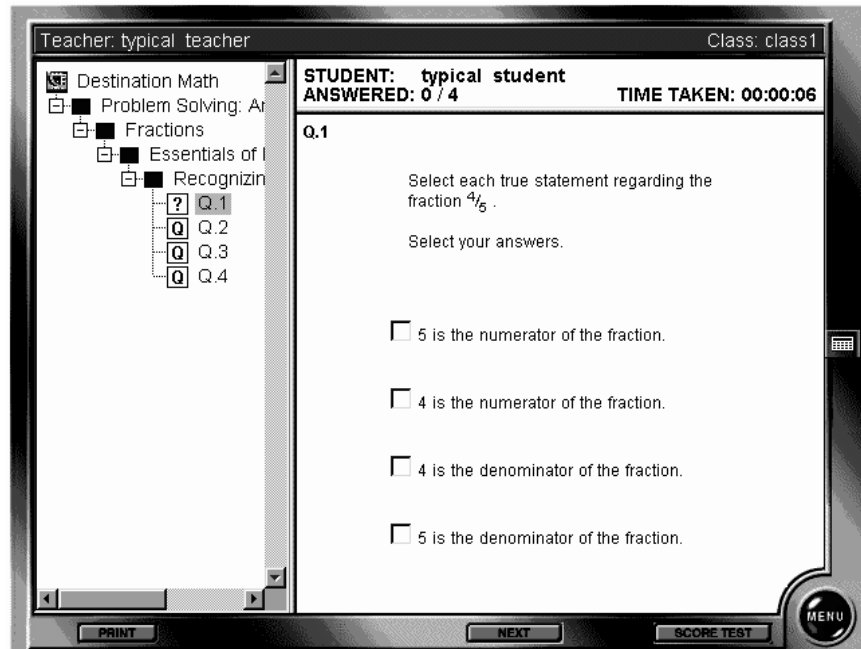 Teacher: typical teacher
Class: class1
Destination Math
Problem Solving: Ar
Fractions
Essentials of
Recognizin
Q.1
Q.2
Q.3
Q.4
STUDENT: typical student
ANSWERED: 0 / 4
TIME TAKEN: 00:00:06
Q.1
Select each true statement regarding the
fraction 4/5 .
Select your answers.
5 is the numerator of the fraction.
4 is the numerator of the fraction.
4 is the denominator of the fraction.
5 is the denominator of the fraction.
PRINT
NEXT
SCORE TEST
MENU